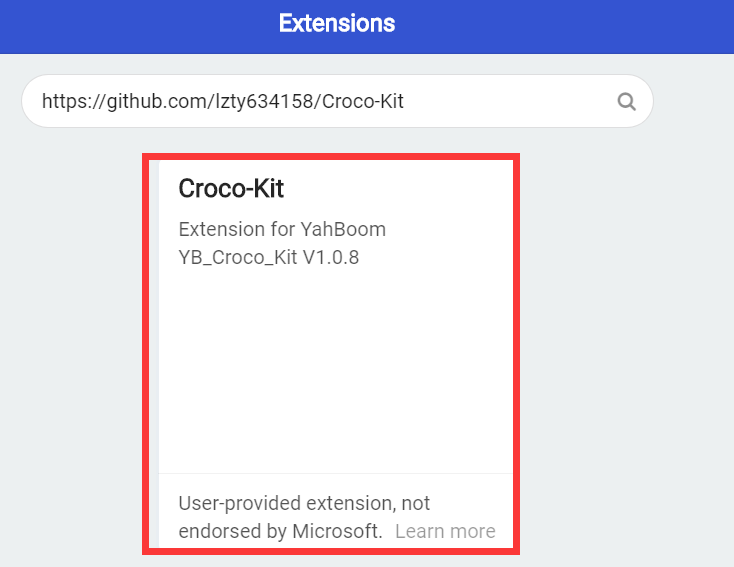 Extensions
https://github.com/lzty634158/Croco-Kit
Croco-Kit
Extension for YahBoom
YB_Croco_Kit V1.0.8
User-provided extension, not
endorsed by Microsoft. Learn more